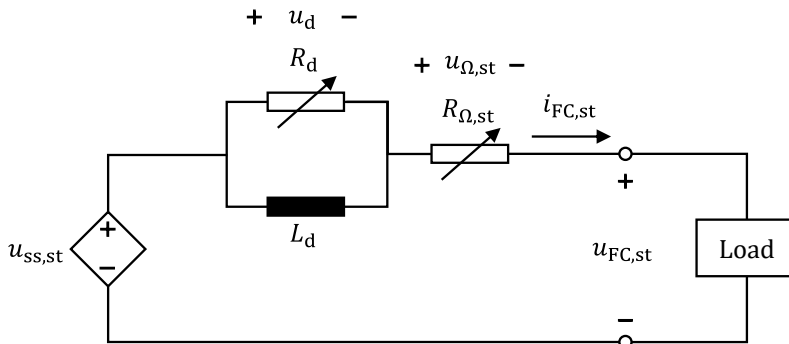 + u_d −
R_d
+ u_Ω,st −
R_Ω,st
i_FC,st
L_d
+
−
u_ss,st
+
u_FC,st
−
Load